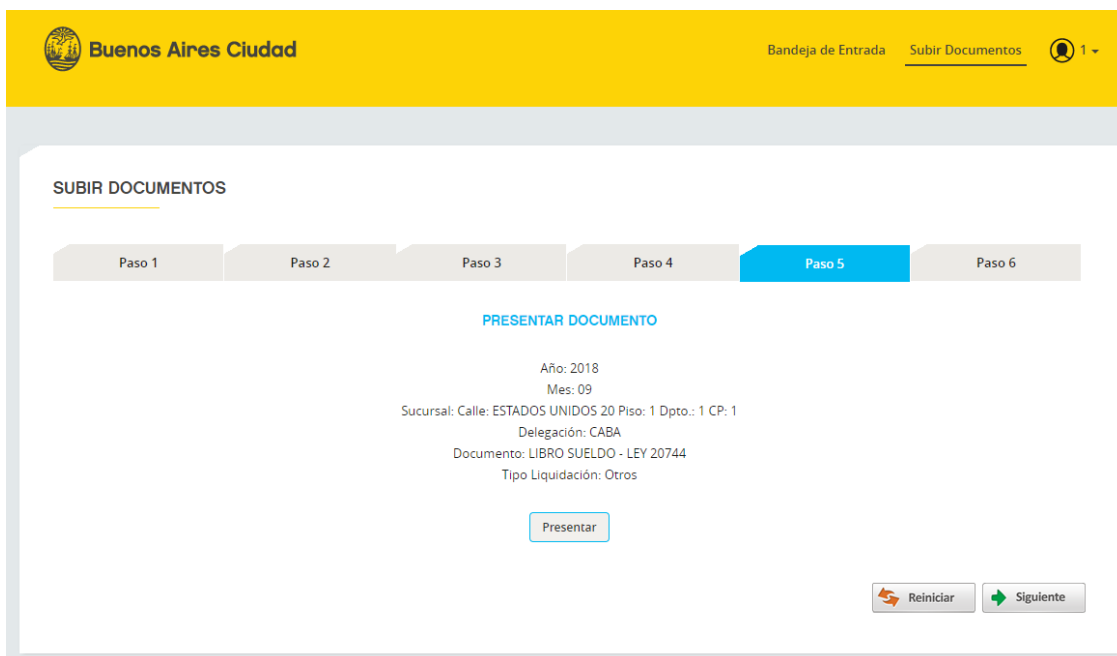 Buenos Aires Ciudad
Bandeja de Entrada Subir Documentos 1
SUBIR DOCUMENTOS
Paso 1 Paso 2 Paso 3 Paso 4 Paso 5 Paso 6
PRESENTAR DOCUMENTO
Año: 2018
Mes: 09
Sucursal: Calle: ESTADOS UNIDOS 20 Piso: 1 Dpto.: 1 CP: 1
Delegación: CABA
Documento: LIBRO SUELDO - LEY 20744
Tipo Liquidación: Otros
Presentar
Reiniciar Siguiente